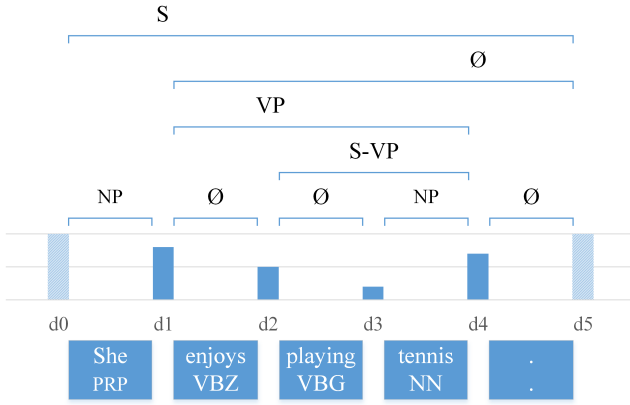 S
Ø
VP
S-VP
NP Ø Ø NP Ø
d0 d1 d2 d3 d4 d5
She enjoys playing tennis .
PRP VBZ VBG NN .